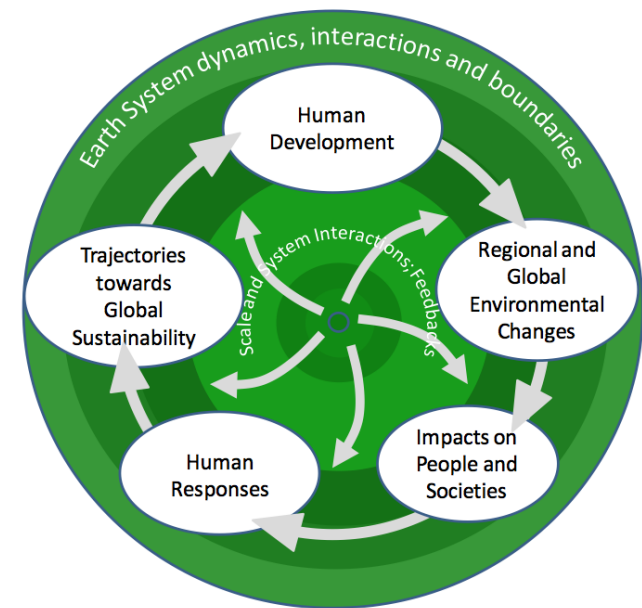 Earth System dynamics, interactions and boundaries
Human
Development
Regional and
Global
Environmental
Changes
Impacts on
People and
Societies
Human
Responses
Trajectories
towards
Global
Sustainability
Scale and System Interactions; Feedbacks